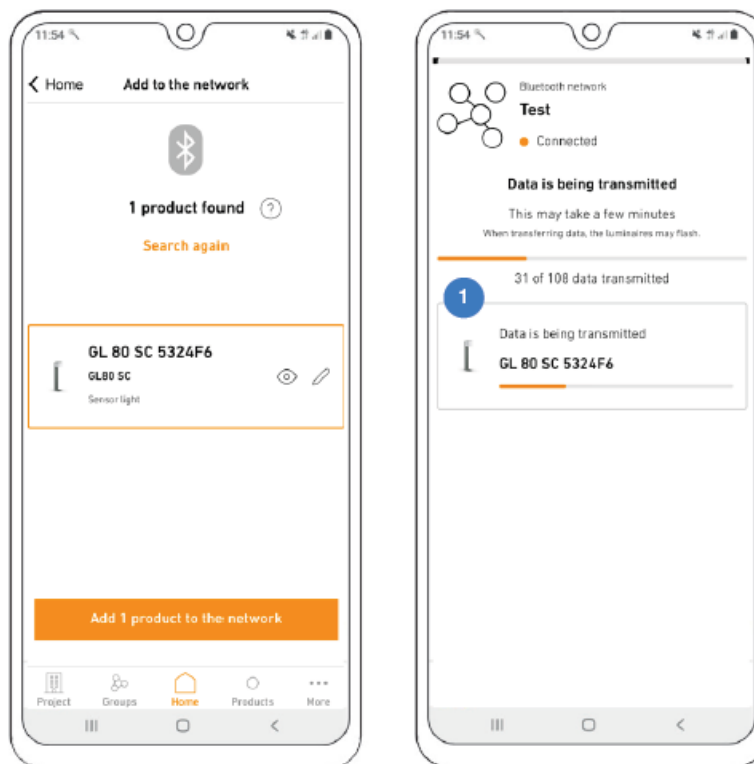 11:54
Home
Add to the network
1 product found ?
Search again
GL 80 SC 5324F6
GL80 SC
Sensor light
Add 1 product to the network
Project
Groups
Home
Products
More
11:54
Bluetooth network
Test
Connected
Data is being transmitted
This may take a few minutes
When transferring data, the luminaires may flash.
31 of 108 data transmitted
1
Data is being transmitted
GL 80 SC 5324F6